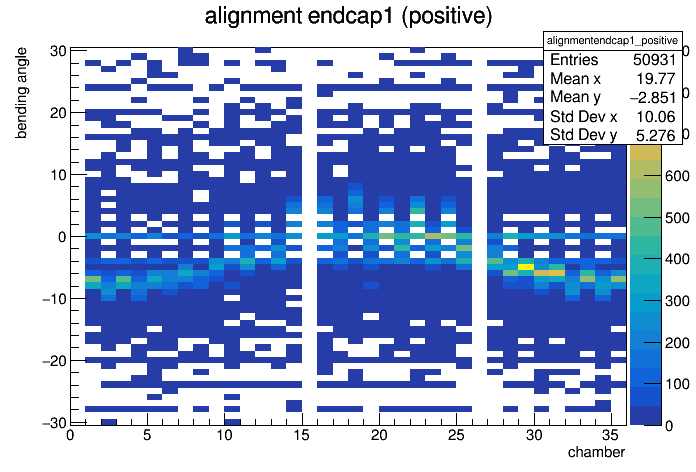 alignment endcap1 (positive)
alignmentendcap1_positive
Entries 50931
Mean x 19.77
Mean y −2.851
Std Dev x 10.06
Std Dev y 5.276
bending angle
30
20
10
0
−10
−20
−30
0 5 10 15 20 25 30 35
chamber
0
0
600
500
400
300
200
100
0